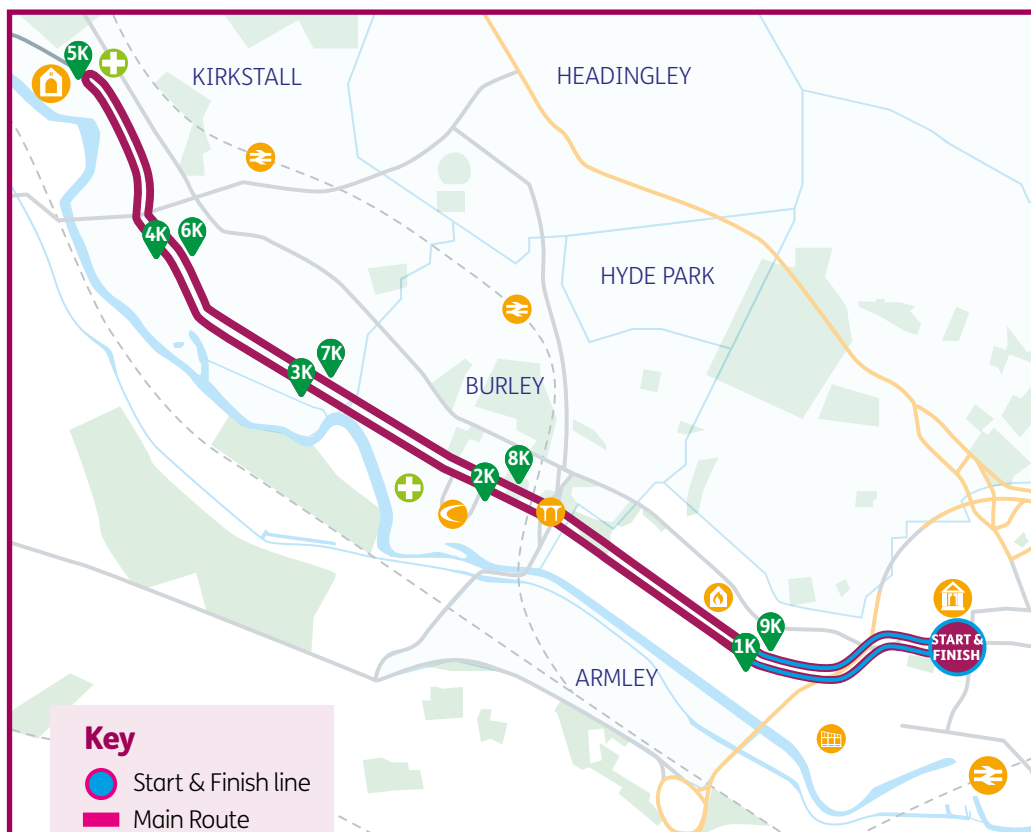 5K
KIRKSTALL
HEADINGLEY
4K
6K
HYDE PARK
3K
7K
BURLEY
2K
8K
1K
9K
START &
FINISH
ARMLEY
Key
Start & Finish line
Main Route